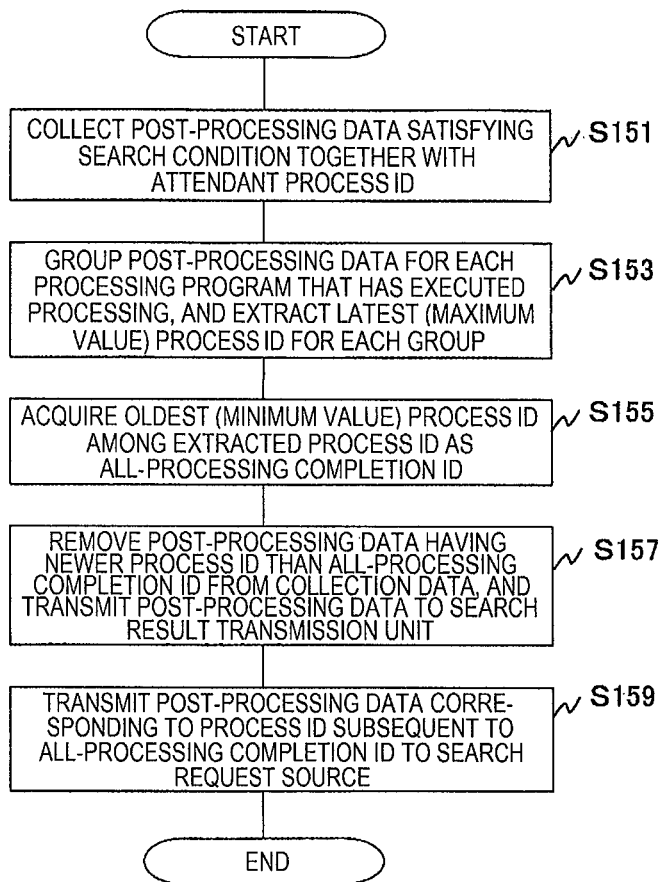 START
COLLECT POST-PROCESSING DATA SATISFYING
SEARCH CONDITION TOGETHER WITH
ATTENDANT PROCESS ID
S151
GROUP POST-PROCESSING DATA FOR EACH
PROCESSING PROGRAM THAT HAS EXECUTED
PROCESSING, AND EXTRACT LATEST (MAXIMUM
VALUE) PROCESS ID FOR EACH GROUP
S153
ACQUIRE OLDEST (MINIMUM VALUE) PROCESS ID
AMONG EXTRACTED PROCESS ID AS
ALL-PROCESSING COMPLETION ID
S155
REMOVE POST-PROCESSING DATA HAVING
NEWER PROCESS ID THAN ALL-PROCESSING
COMPLETION ID FROM COLLECTION DATA, AND
TRANSMIT POST-PROCESSING DATA TO SEARCH
RESULT TRANSMISSION UNIT
S157
TRANSMIT POST-PROCESSING DATA CORRE-
SPONDING TO PROCESS ID SUBSEQUENT TO
ALL-PROCESSING COMPLETION ID TO SEARCH
REQUEST SOURCE
S159
END